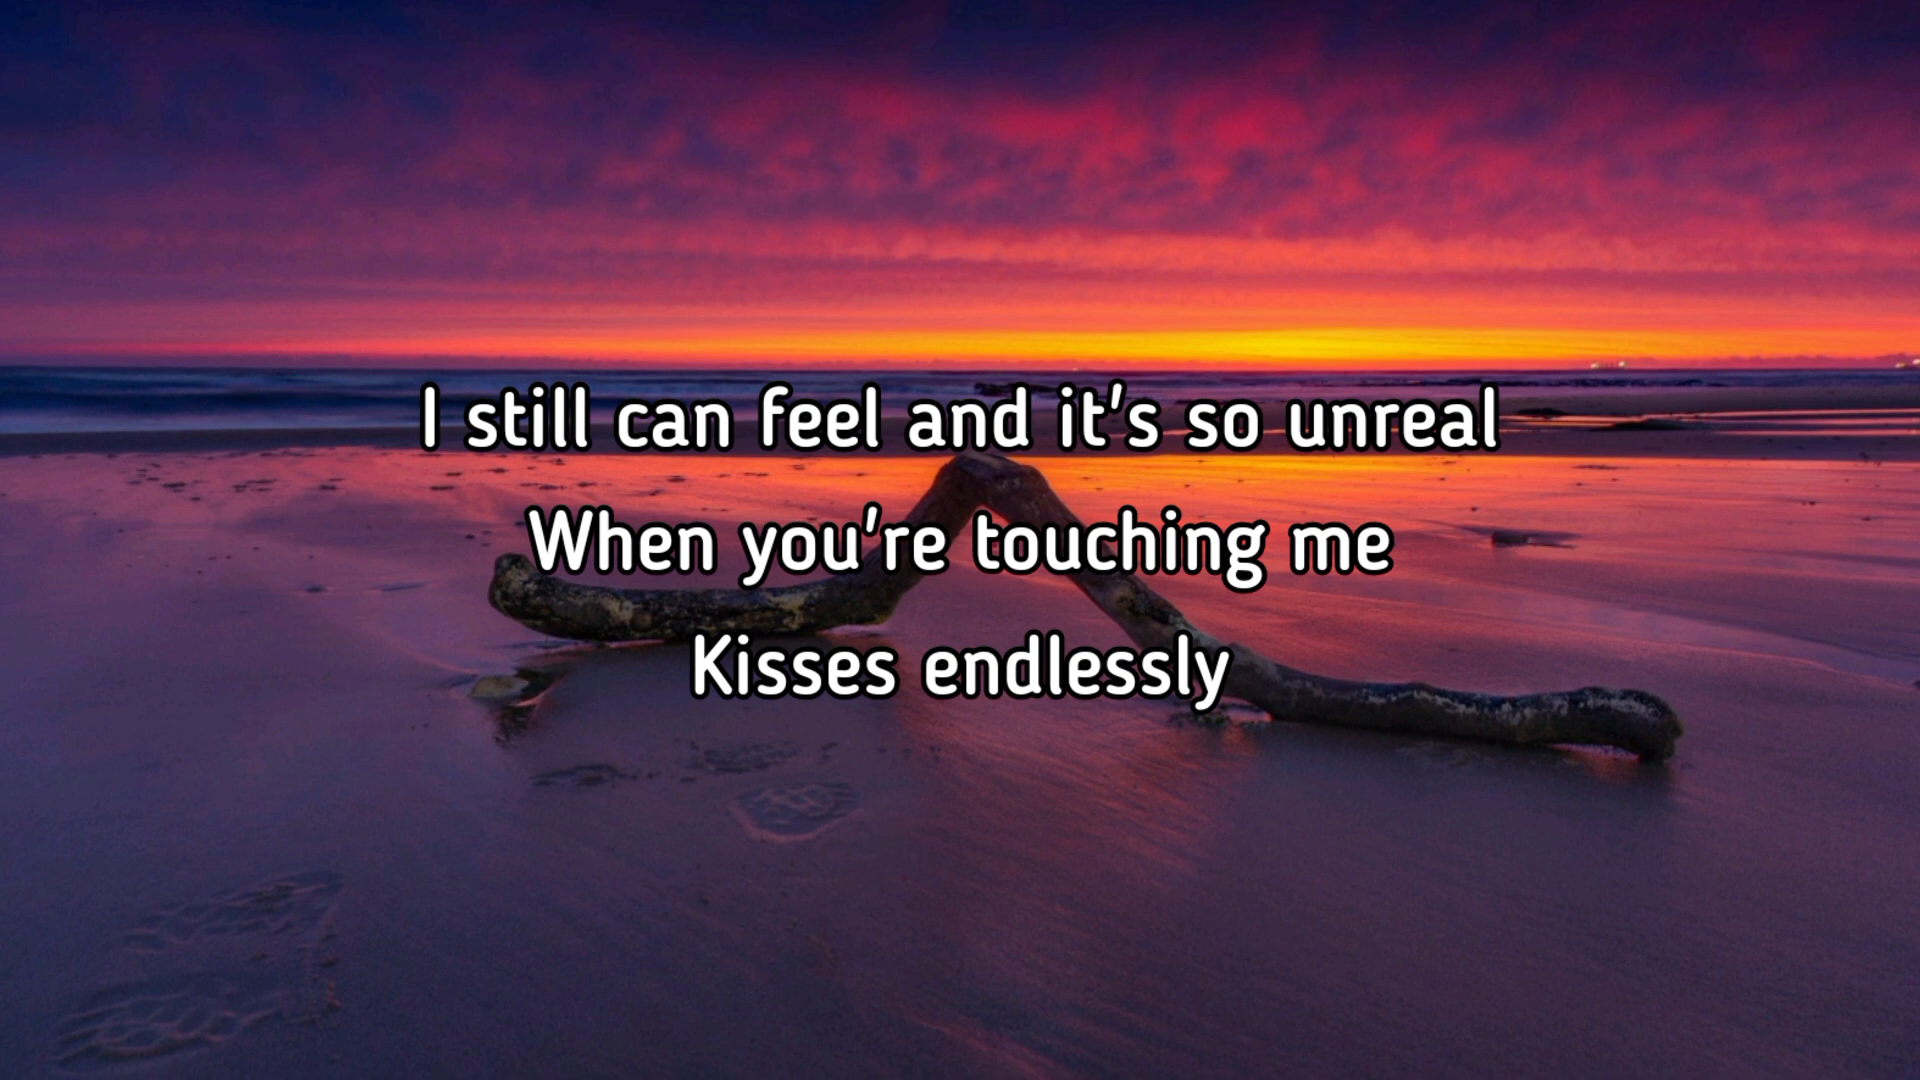 I still can feel and it's so unreal
When you're touching me
Kisses endlessly